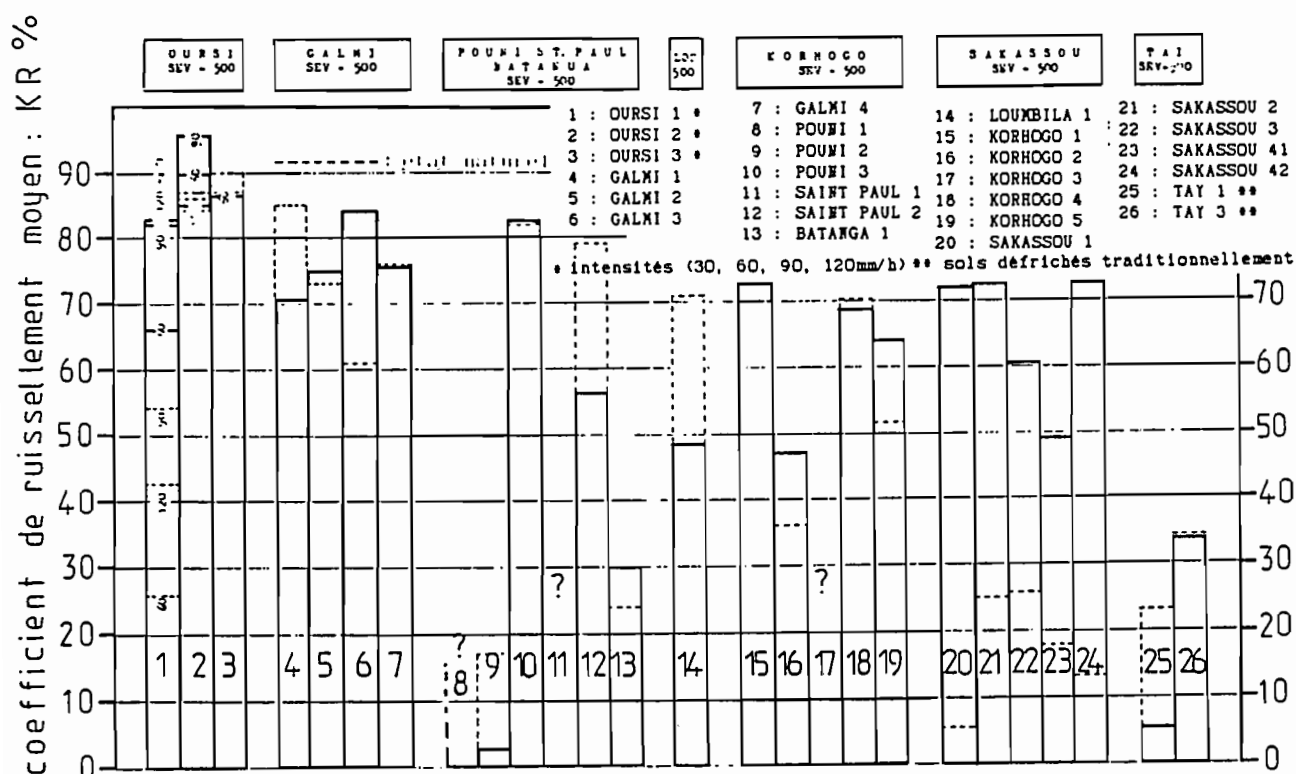 coefficient de ruissellement moyen : KR %
OURSI
SEV - 500
GALMI
SEV - 500
POUNI ST. PAUL
BATANGA
SEV - 500
500
KORHOGO
SEV - 500
SAKASSOU
SEV - 500
TAI
1 : OURSI 1 *
2 : OURSI 2 *
3 : OURSI 3 *
4 : GALMI 1
5 : GALMI 2
6 : GALMI 3
7 : GALMI 4
8 : POUNI 1
9 : POUNI 2
10 : POUNI 3
11 : SAINT PAUL 1
12 : SAINT PAUL 2
13 : BATANGA 1
14 : LOUMBILA 1
15 : KORHOGO 1
16 : KORHOGO 2
17 : KORHOGO 3
18 : KORHOGO 4
19 : KORHOGO 5
20 : SAKASSOU 1
21 : SAKASSOU 2
22 : SAKASSOU 3
23 : SAKASSOU 41
24 : SAKASSOU 42
25 : TAY 1 **
26 : TAY 3 **
état naturel
* intensités (30, 60, 90, 120mm/h) ** sols défrichés traditionnellement
90
80
70
60
50
40
30
20
10
0
70
60
50
40
30
20
10
0
? ? ?
1 2 3 4 5 6 7 8 9 10 11 12 13 14 15 16 17 18 19 20 21 22 23 24 25 26